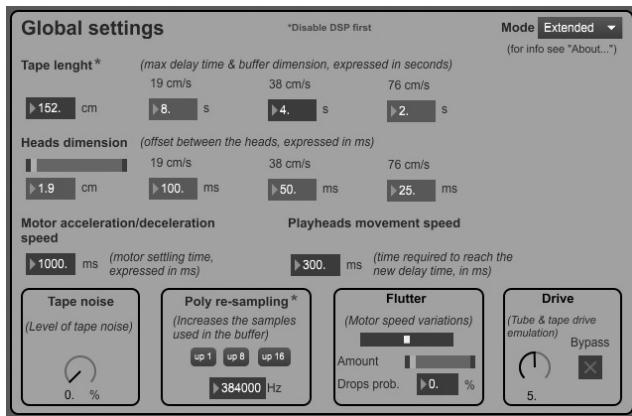 Global settings *Disable DSP first Mode Extended
(for info see "About...")
Tape lenght* (max delay time & buffer dimension, expressed in seconds)
19 cm/s 38 cm/s 76 cm/s
152. cm 8. s 4. s 2. s
Heads dimension (offset between the heads, expressed in ms)
19 cm/s 38 cm/s 76 cm/s
1.9 cm 100. ms 50. ms 25. ms
Motor acceleration/deceleration
speed
Playheads movement speed
1000. ms (motor settling time,
expressed in ms)
300. ms (time required to reach the
new delay time, in ms)
Tape noise
(Level of tape noise)
0. %
Poly re-sampling*
(Increases the samples
used in the buffer)
up 1 up 8 up 16
384000 Hz
Flutter
(Motor speed variations)
Amount
Drops prob. 0. %
Drive
(Tube & tape drive
emulation)
Bypass
5.